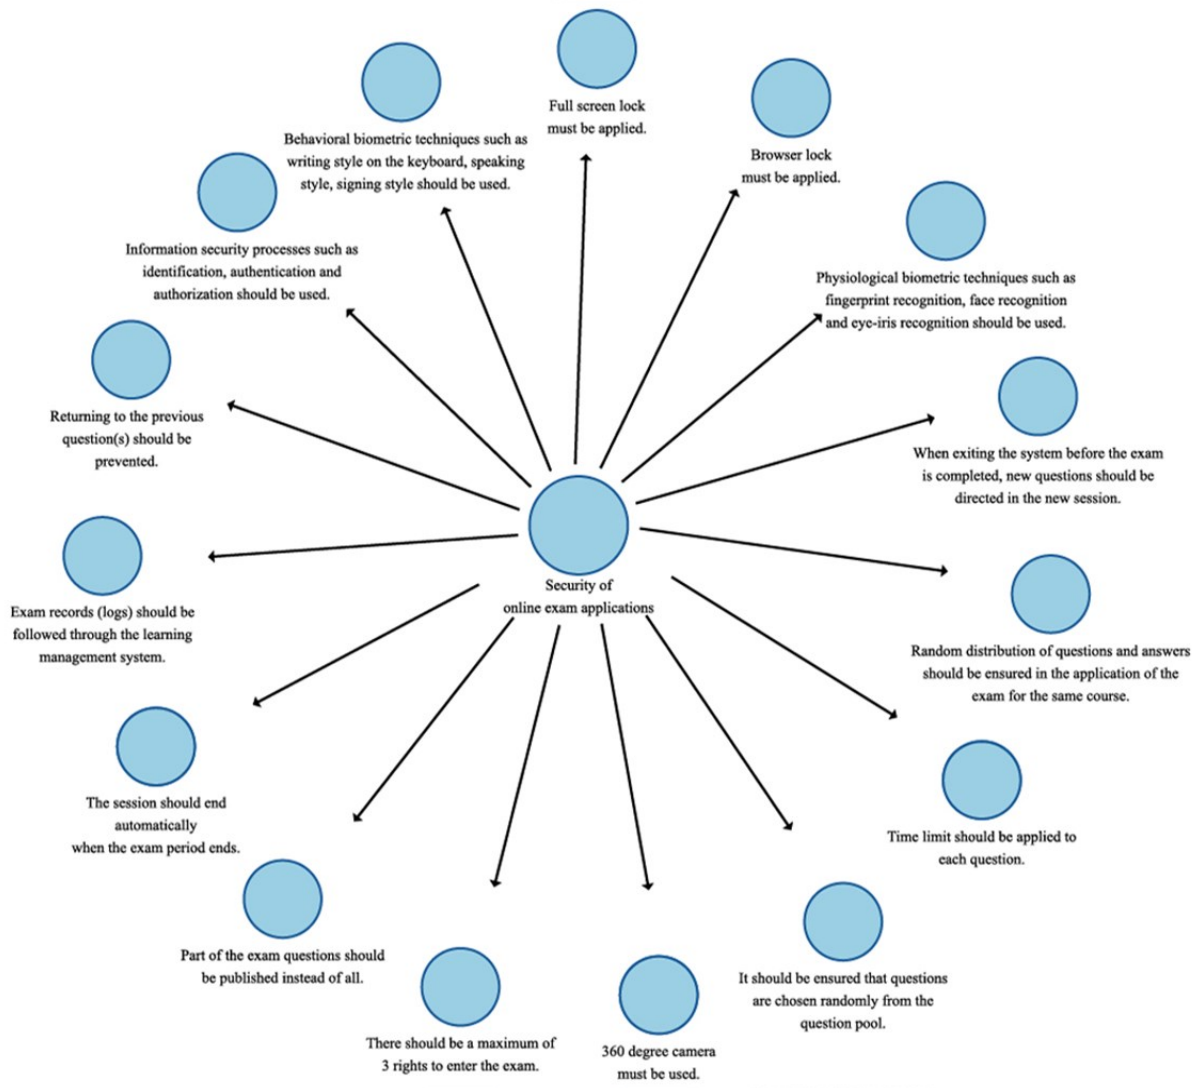 Full screen lock
must be applied.
Behavioral biometric techniques such as
writing style on the keyboard, speaking
style, signing style should be used.
Browser lock
must be applied.
Information security processes such as
identification, authentication and
authorization should be used.
Physiological biometric techniques such as
fingerprint recognition, face recognition
and eye-iris recognition should be used.
Returning to the previous
question(s) should be
prevented.
When exiting the system before the exam
is completed, new questions should be
directed in the new session.
Security of
online exam applications
Exam records (logs) should be
followed through the learning
management system.
Random distribution of questions and answers
should be ensured in the application of the
exam for the same course.
The session should end
automatically
when the exam period ends.
Time limit should be applied to
each question.
Part of the exam questions should
be published instead of all.
It should be ensured that questions
are chosen randomly from the
question pool.
There should be a maximum of
3 rights to enter the exam.
360 degree camera
must be used.